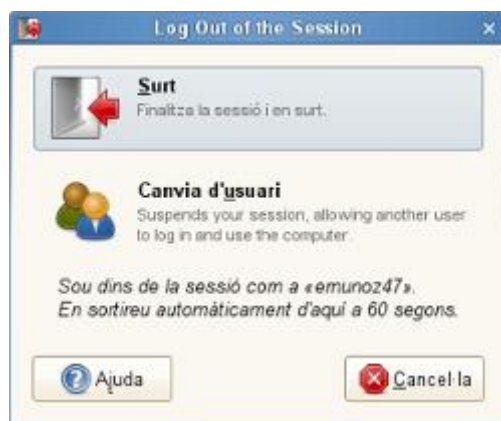 Log Out of the Session
Surt
Finalitza la sessió i en surt.
Canvia d'usuari
Suspends your session, allowing another user
to log in and use the computer.
Sou dins de la sessió com a «emunoz47».
En sortireu automàticament d'aquí a 60 segons.
Ajuda
Cancel·la